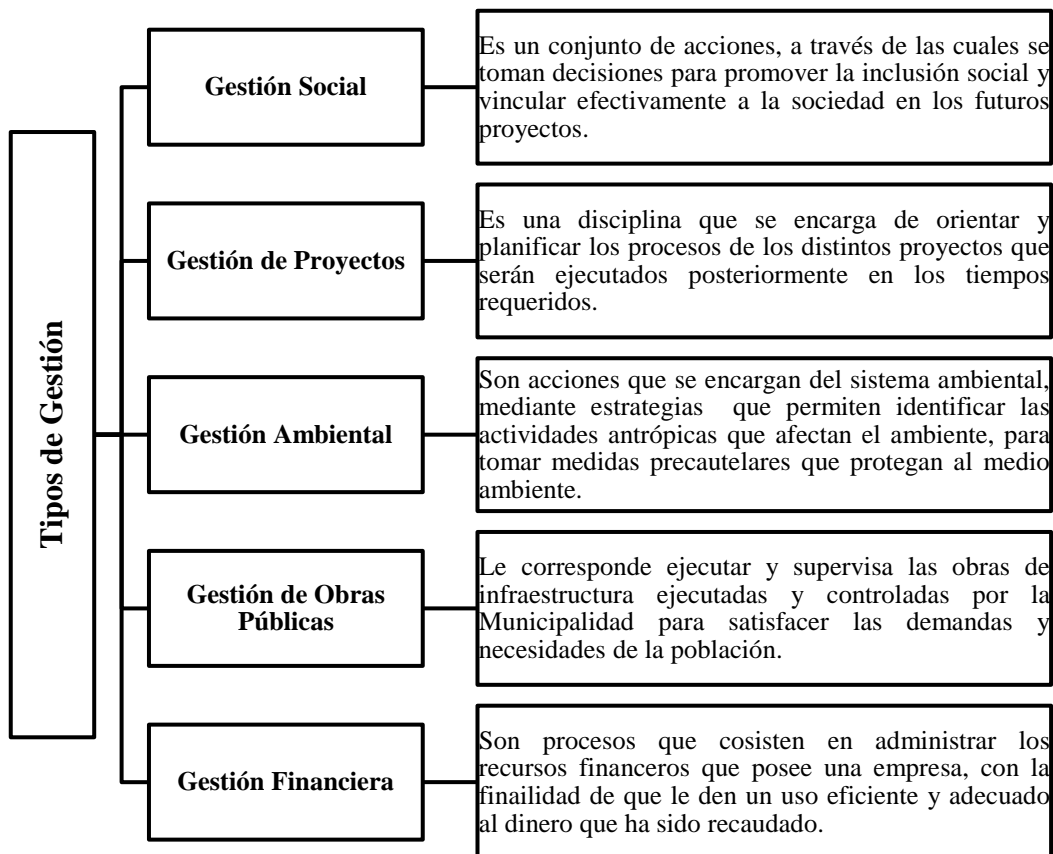 Tipos de Gestión
Gestión Social
Es un conjunto de acciones, a través de las cuales se
toman decisiones para promover la inclusión social y
vincular efectivamente a la sociedad en los futuros
proyectos.
Gestión de Proyectos
Es una disciplina que se encarga de orientar y
planificar los procesos de los distintos proyectos que
serán ejecutados posteriormente en los tiempos
requeridos.
Gestión Ambiental
Son acciones que se encargan del sistema ambiental,
mediante estrategias que permiten identificar las
actividades antrópicas que afectan el ambiente, para
tomar medidas precautelares que protegan al medio
ambiente.
Gestión de Obras
Públicas
Le corresponde ejecutar y supervisa las obras de
infraestructura ejecutadas y controladas por la
Municipalidad para satisfacer las demandas y
necesidades de la población.
Gestión Financiera
Son procesos que cosisten en administrar los
recursos financeros que posee una empresa, con la
finailidad de que le den un uso eficiente y adecuado
al dinero que ha sido recaudado.